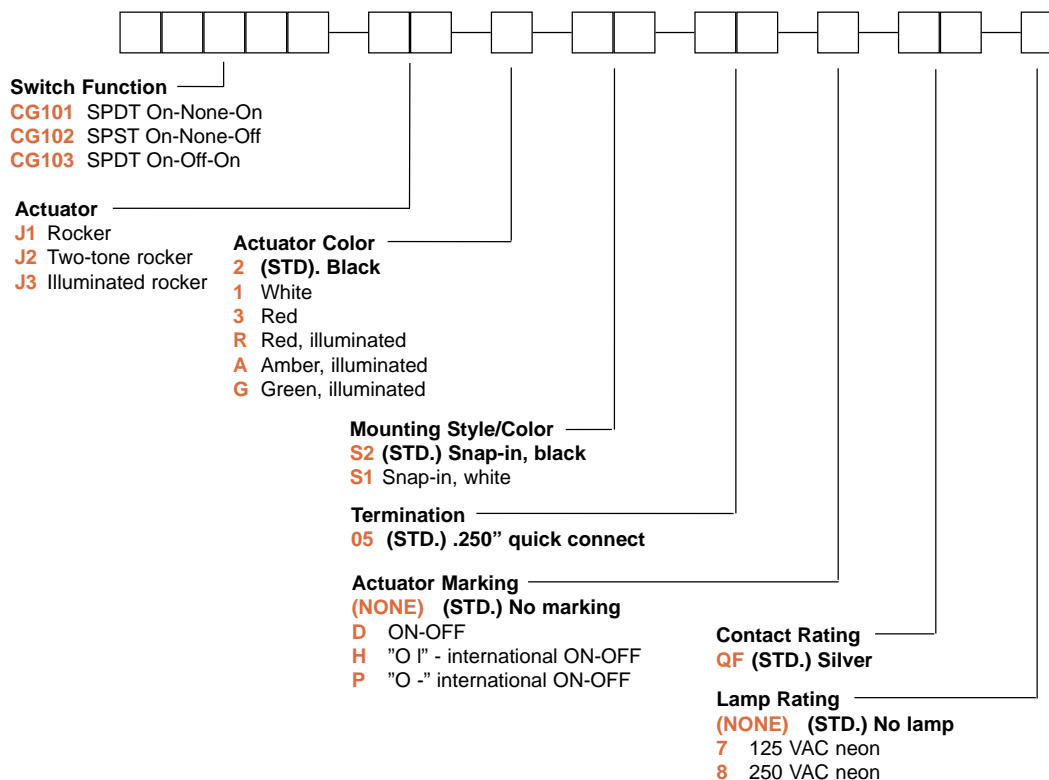 Switch Function
CG101 SPDT On-None-On
CG102 SPST On-None-Off
CG103 SPDT On-Off-On
Actuator
J1 Rocker
J2 Two-tone rocker
J3 Illuminated rocker
Actuator Color
2 (STD). Black
1 White
3 Red
R Red, illuminated
A Amber, illuminated
G Green, illuminated
Mounting Style/Color
S2 (STD.) Snap-in, black
S1 Snap-in, white
Termination
05 (STD.) .250” quick connect
Actuator Marking
(NONE) (STD.) No marking
D ON-OFF
H ”O I” - international ON-OFF
P ”O -” international ON-OFF
Contact Rating
QF (STD.) Silver
Lamp Rating
(NONE) (STD.) No lamp
7 125 VAC neon
8 250 VAC neon